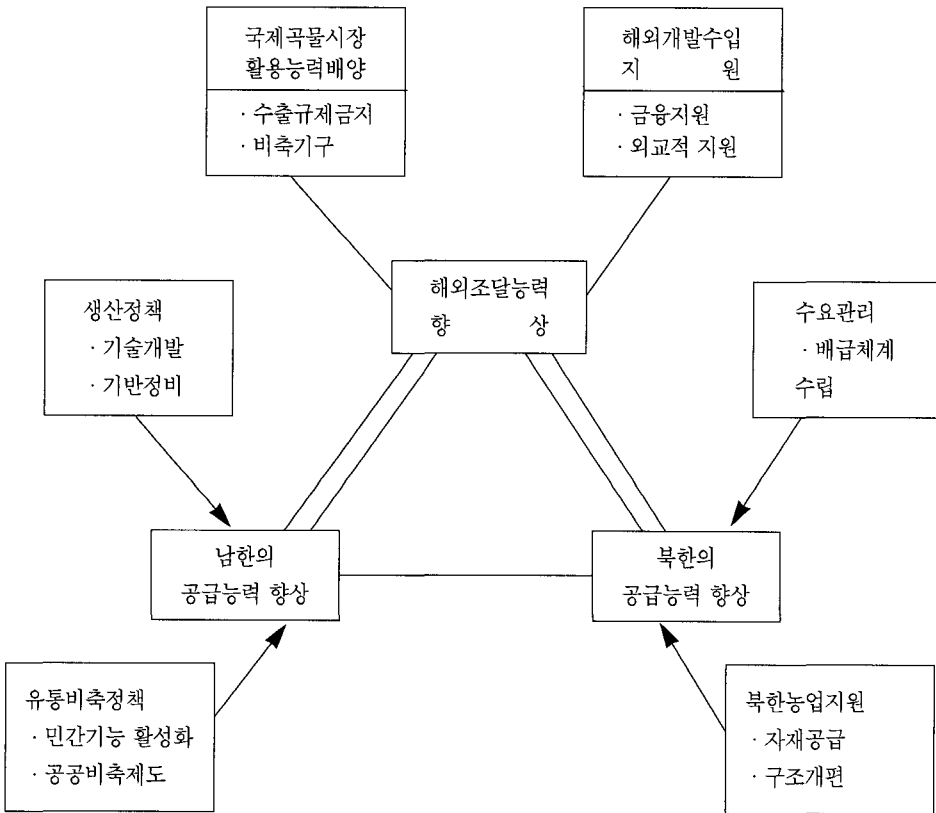 국제곡물시장
활용능력배양
· 수출규제금지
· 비축기구
해외개발수입
지 원
· 금융지원
· 외교적 지원
해외조달능력
향 상
생산정책
· 기술개발
· 기반정비
수요관리
· 배급체계
수립
남한의
공급능력 향상
북한의
공급능력 향상
유통비축정책
· 민간기능 활성화
· 공공비축제도
북한농업지원
· 자재공급
· 구조개편